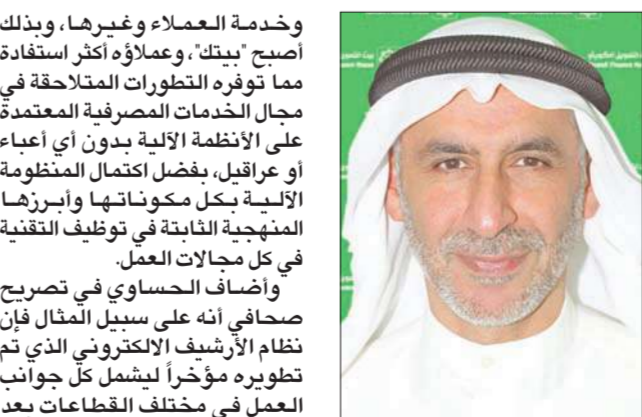 وخدمة العملاء وغيرها، وبذلك
أصبح "بيتك"، وعملاؤه أكثر استفادة
مما توفره التطورات المتلاحقة في
مجال الخدمات المصرفية المعتمدة
على الأنظمة الآلية بدون أي أعباء
أو عراقيل، بفضل اكتمال المنظومة
الآلية بكل مكوناتها وأبرزها
المنهجية الثابتة في توظيف التقنية
في كل مجالات العمل.
وأضاف الحساوي في تصريح
صحافي أنه على سبيل المثال فإن
نظام الأرشيف الالكتروني الذي تم
تطويره مؤخراً ليشمل كل جوانب
العمل في مختلف القطاعات بعد